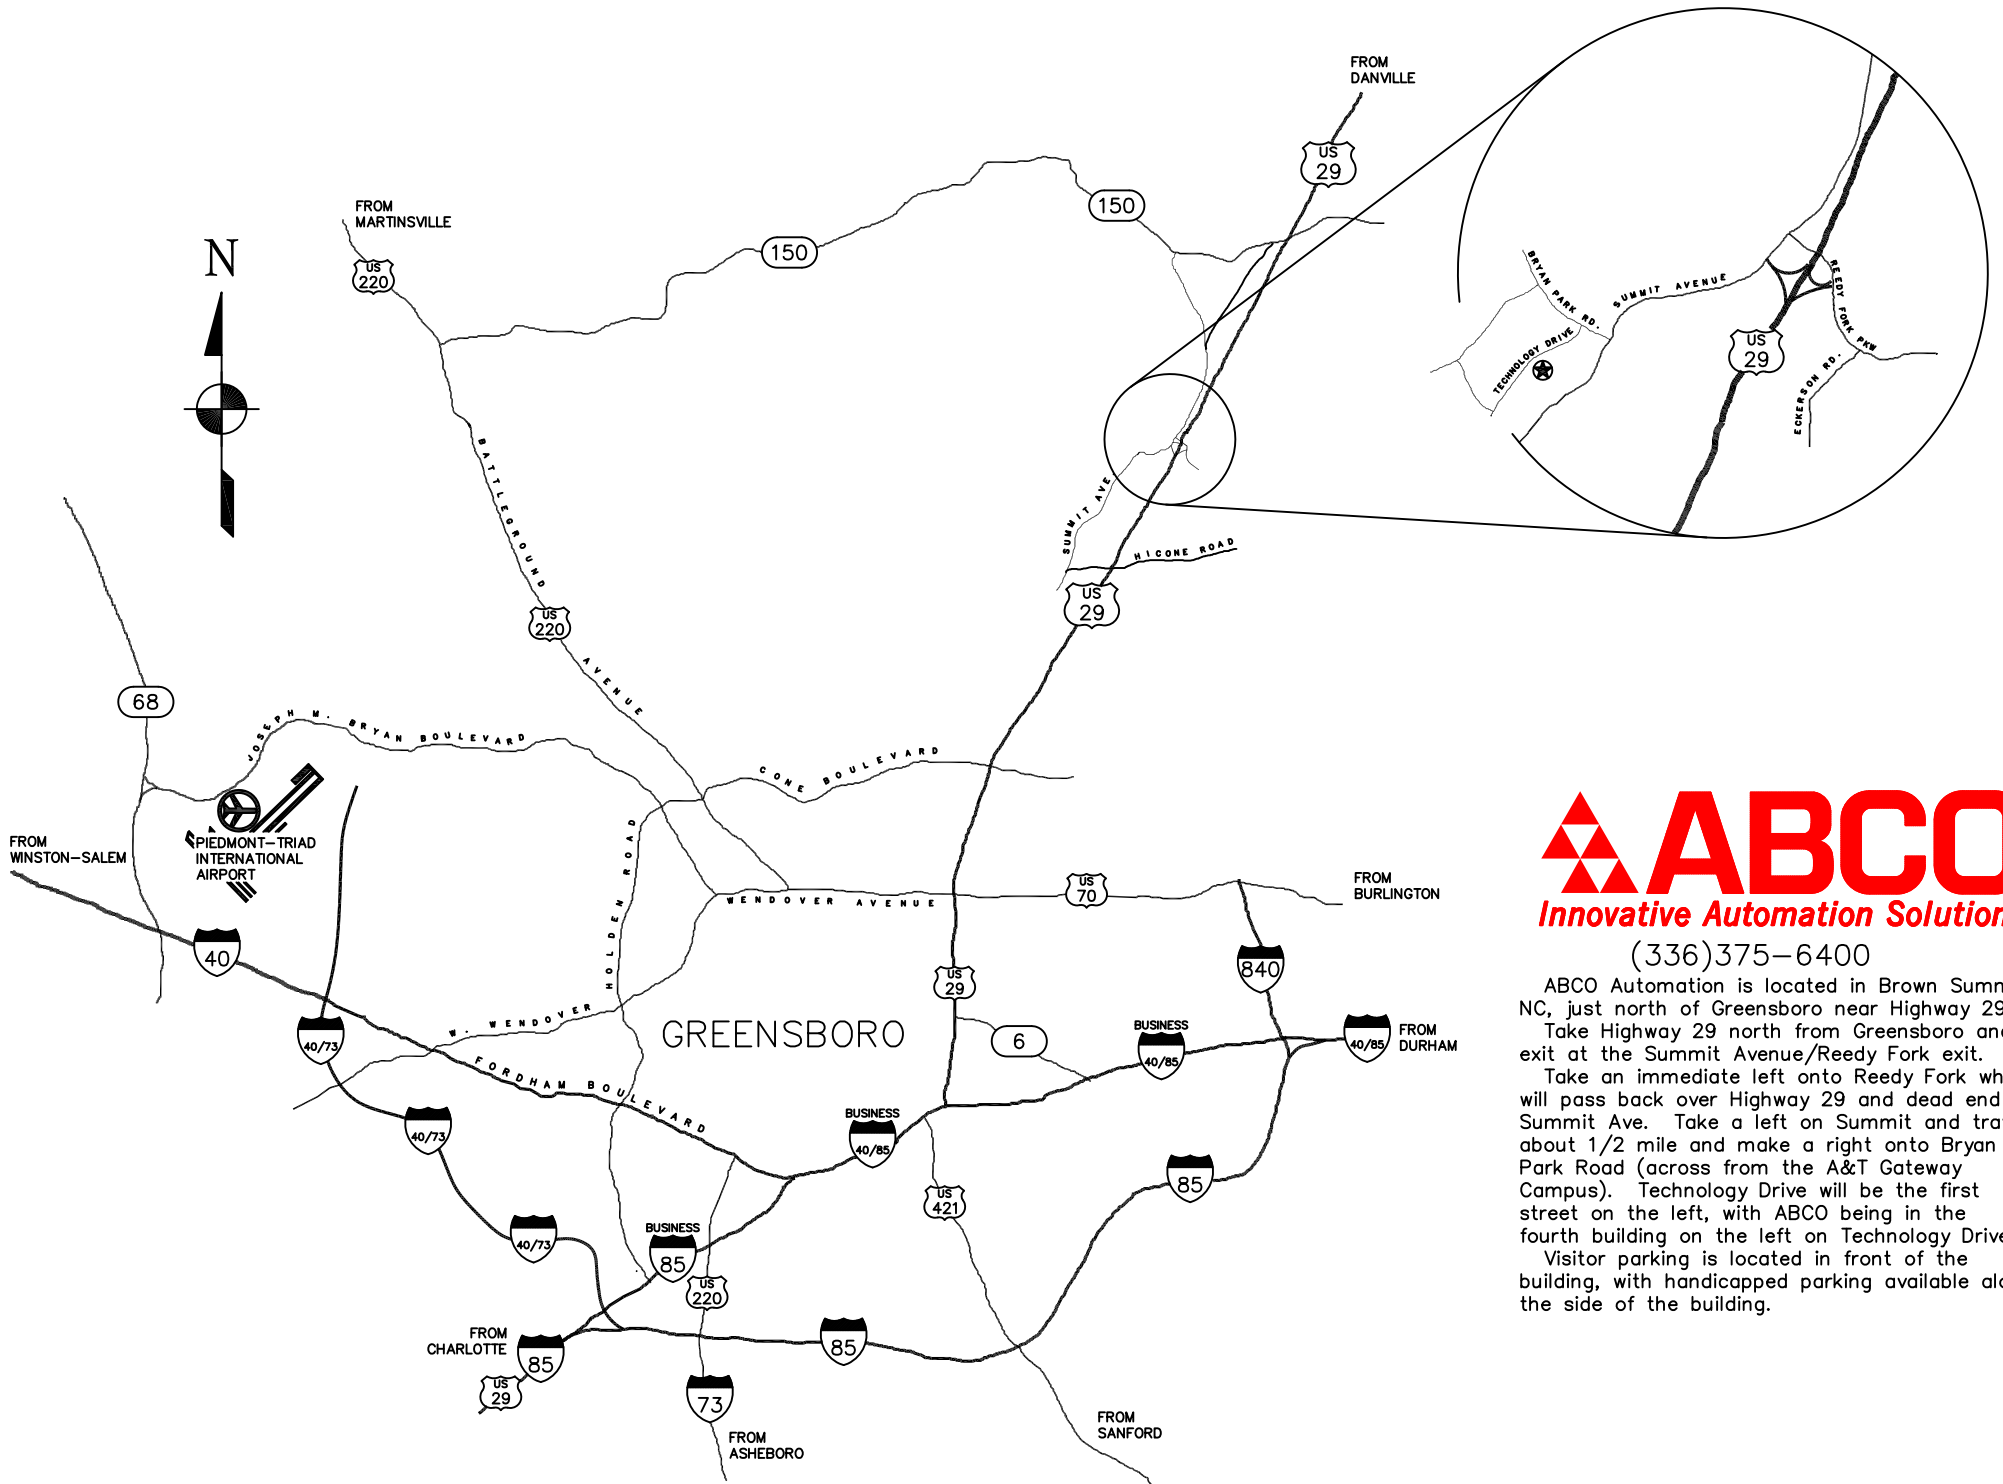 FROM
DANVILLE
US
29
FROM
MARTINSVILLE
150
150
N
US
220
BRYAN PARK RD.
SUMMIT AVENUE
REEDY FORK PKW
TECHNOLOGY DRIVE
US
29
ECKERSON RD.
BATTLEGROUND
AVENUE
SUMMIT AVE
HICONE ROAD
US
29
US
220
68
JOSEPH M. BRYAN BOULEVARD
CONE BOULEVARD
FROM
WINSTON-SALEM
PIEDMONT-TRIAD
INTERNATIONAL
AIRPORT
HOLDEN ROAD
WENDOVER AVENUE
US
70
FROM
BURLINGTON
40
US
29
840
W. WENDOVER
GREENSBORO
6
BUSINESS
40/85
40/85
FROM
DURHAM
40/73
FORDHAM BOULEVARD
40/73
BUSINESS
40/85
85
US
421
40/73
BUSINESS
85
US
220
FROM
CHARLOTTE
85
85
US
29
73
FROM
ASHEBORO
FROM
SANFORD
ABCO
Innovative Automation Solution
(336)375-6400
ABCO Automation is located in Brown Summ
NC, just north of Greensboro near Highway 29
Take Highway 29 north from Greensboro and
exit at the Summit Avenue/Reedy Fork exit.
Take an immediate left onto Reedy Fork wh
will pass back over Highway 29 and dead end
Summit Ave. Take a left on Summit and tra
about 1/2 mile and make a right onto Bryan
Park Road (across from the A&T Gateway
Campus). Technology Drive will be the first
street on the left, with ABCO being in the
fourth building on the left on Technology Drive
Visitor parking is located in front of the
building, with handicapped parking available alo
the side of the building.